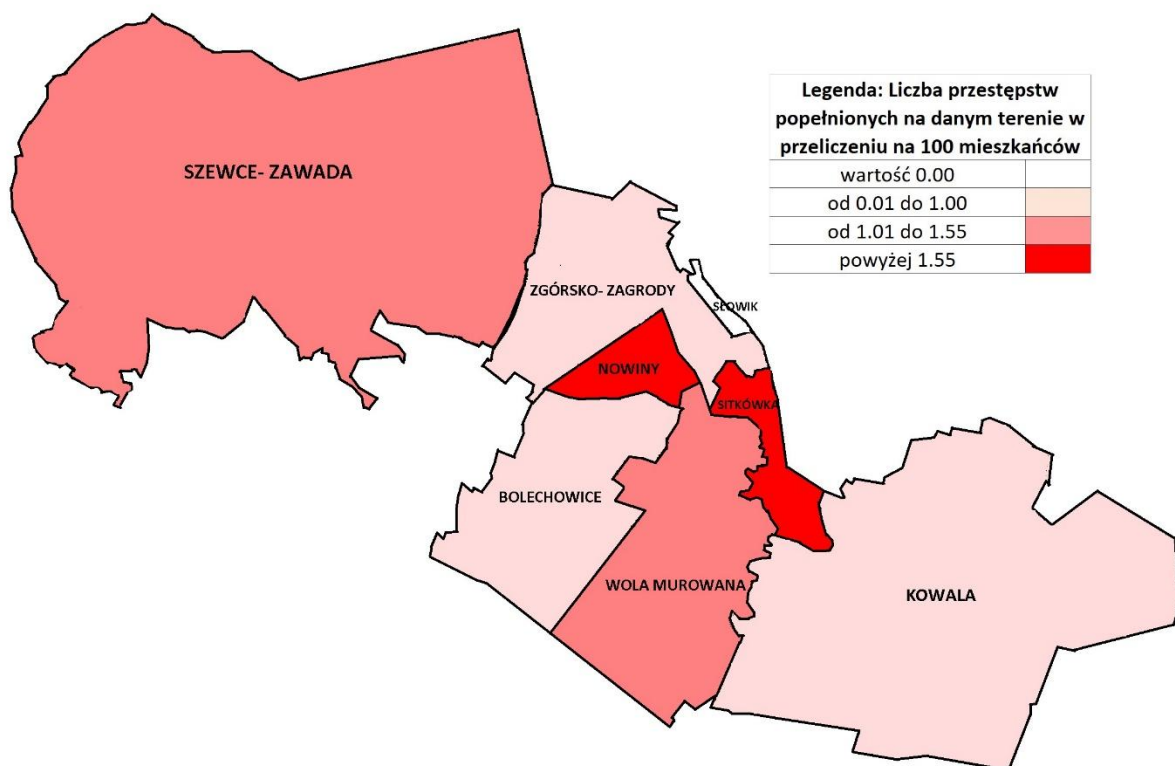 Legenda: Liczba przestępstw
popełnionych na danym terenie w
przeliczeniu na 100 mieszkańców
wartość 0.00
od 0.01 do 1.00
od 1.01 do 1.55
powyżej 1.55
SZEWCE- ZAWADA
ZGÓRSKO- ZAGRODY
SŁOWIK
NOWINY
SITKÓWKA
BOLECHOWICE
WOLA MUROWANA
KOWALA